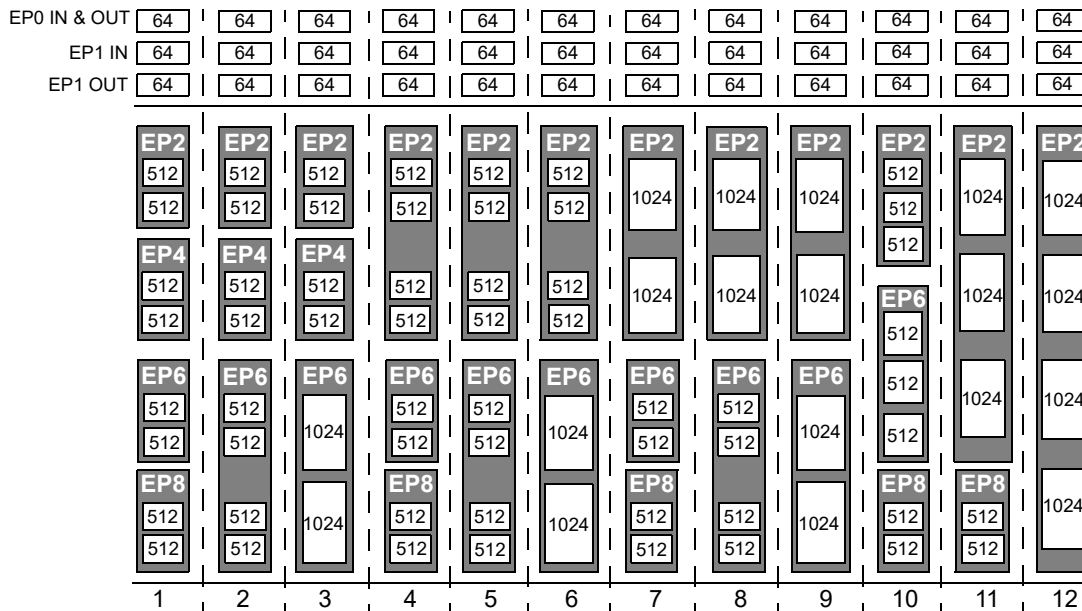 EP0 IN & OUT 64 64 64 64 64 64 64 64 64 64 64 64
EP1 IN 64 64 64 64 64 64 64 64 64 64 64 64
EP1 OUT 64 64 64 64 64 64 64 64 64 64 64 64
EP2 EP2 EP2 EP2 EP2 EP2 EP2 EP2 EP2 EP2 EP2 EP2
512 512 512 512 512 512 512
1024 1024 1024 1024 1024
512 512 512 512 512 512 512
512
EP4 EP4 EP4
512 512 512 512 512 512
1024 1024 1024 EP6 1024 1024
512 512 512 512 512 512 512
EP6 EP6 EP6 EP6 EP6 EP6 EP6 EP6 EP6 512
1024 1024
512 512 512 512 512 512
1024 1024 1024
512 512 512 512 512 512 512
EP8 EP8 EP8 EP8 EP8
512 512 1024 512 512 1024 512 512 1024 512 512 1024
512 512 512 512 512 512 512 512
1 2 3 4 5 6 7 8 9 10 11 12